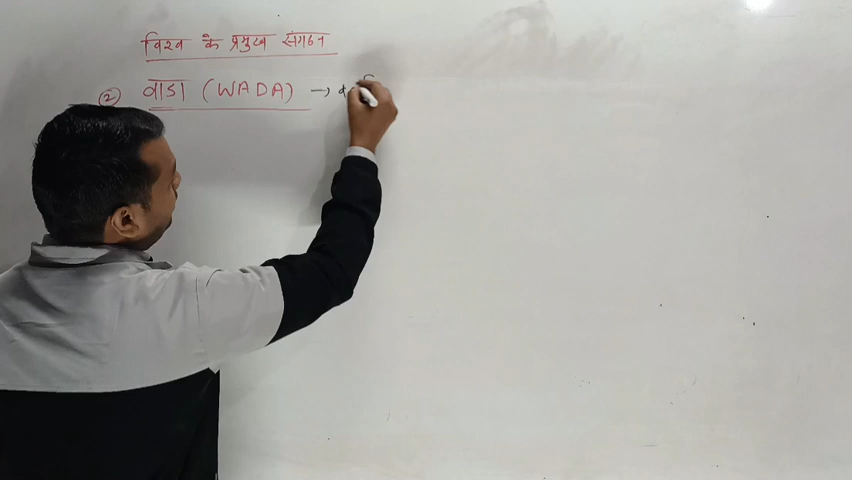 विश्व के प्रमुख संगठन
② वाडा (WADA) →